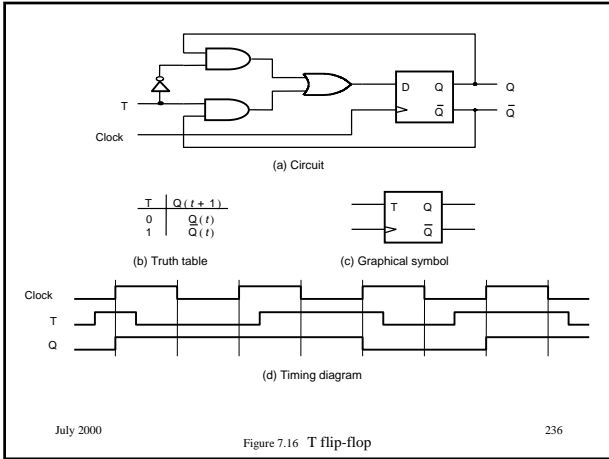 D Q Q
T
Q̅ Q̅
Clock
(a) Circuit
T Q ( t + 1 )
0 Q ( t )
1 Q̅ ( t )
T Q
Q̅
(b) Truth table
(c) Graphical symbol
Clock
T
Q
(d) Timing diagram
July 2000
236
Figure 7.16 T flip-flop